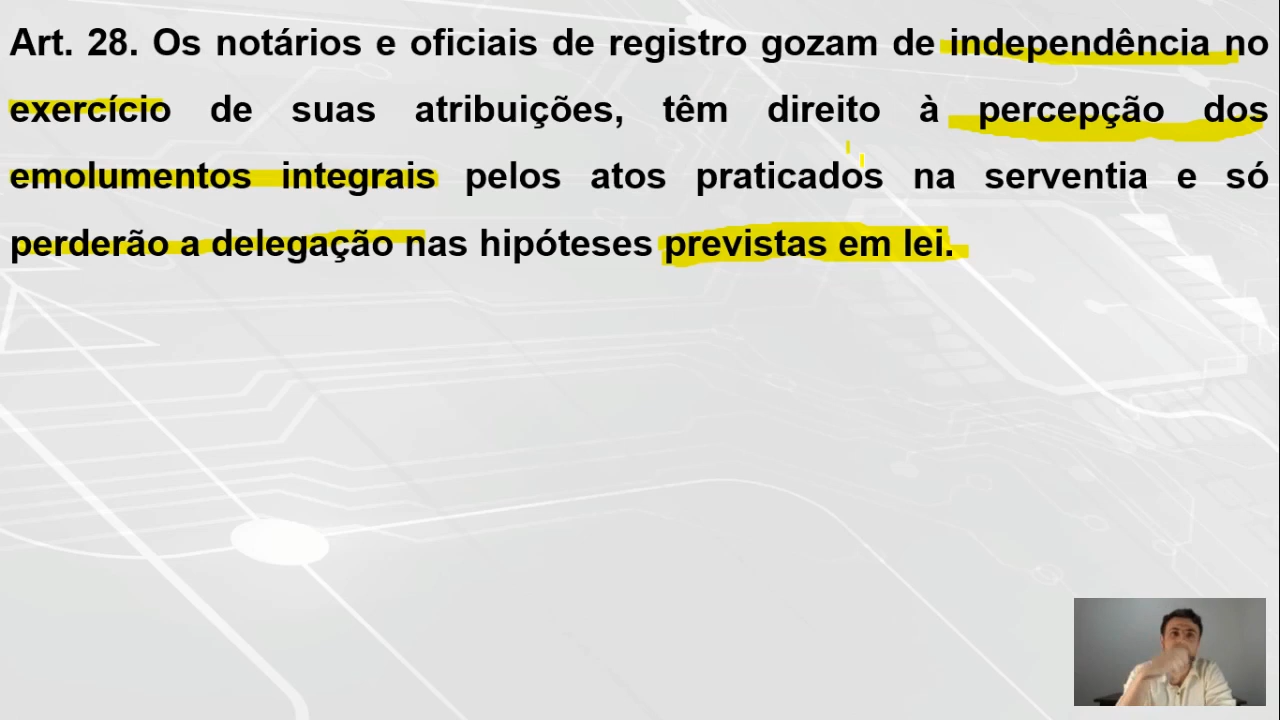 Art. 28. Os notários e oficiais de registro gozam de independência no
exercício de suas atribuições, têm direito à percepção dos
emolumentos integrais pelos atos praticados na serventia e só
perderão a delegação nas hipóteses previstas em lei.